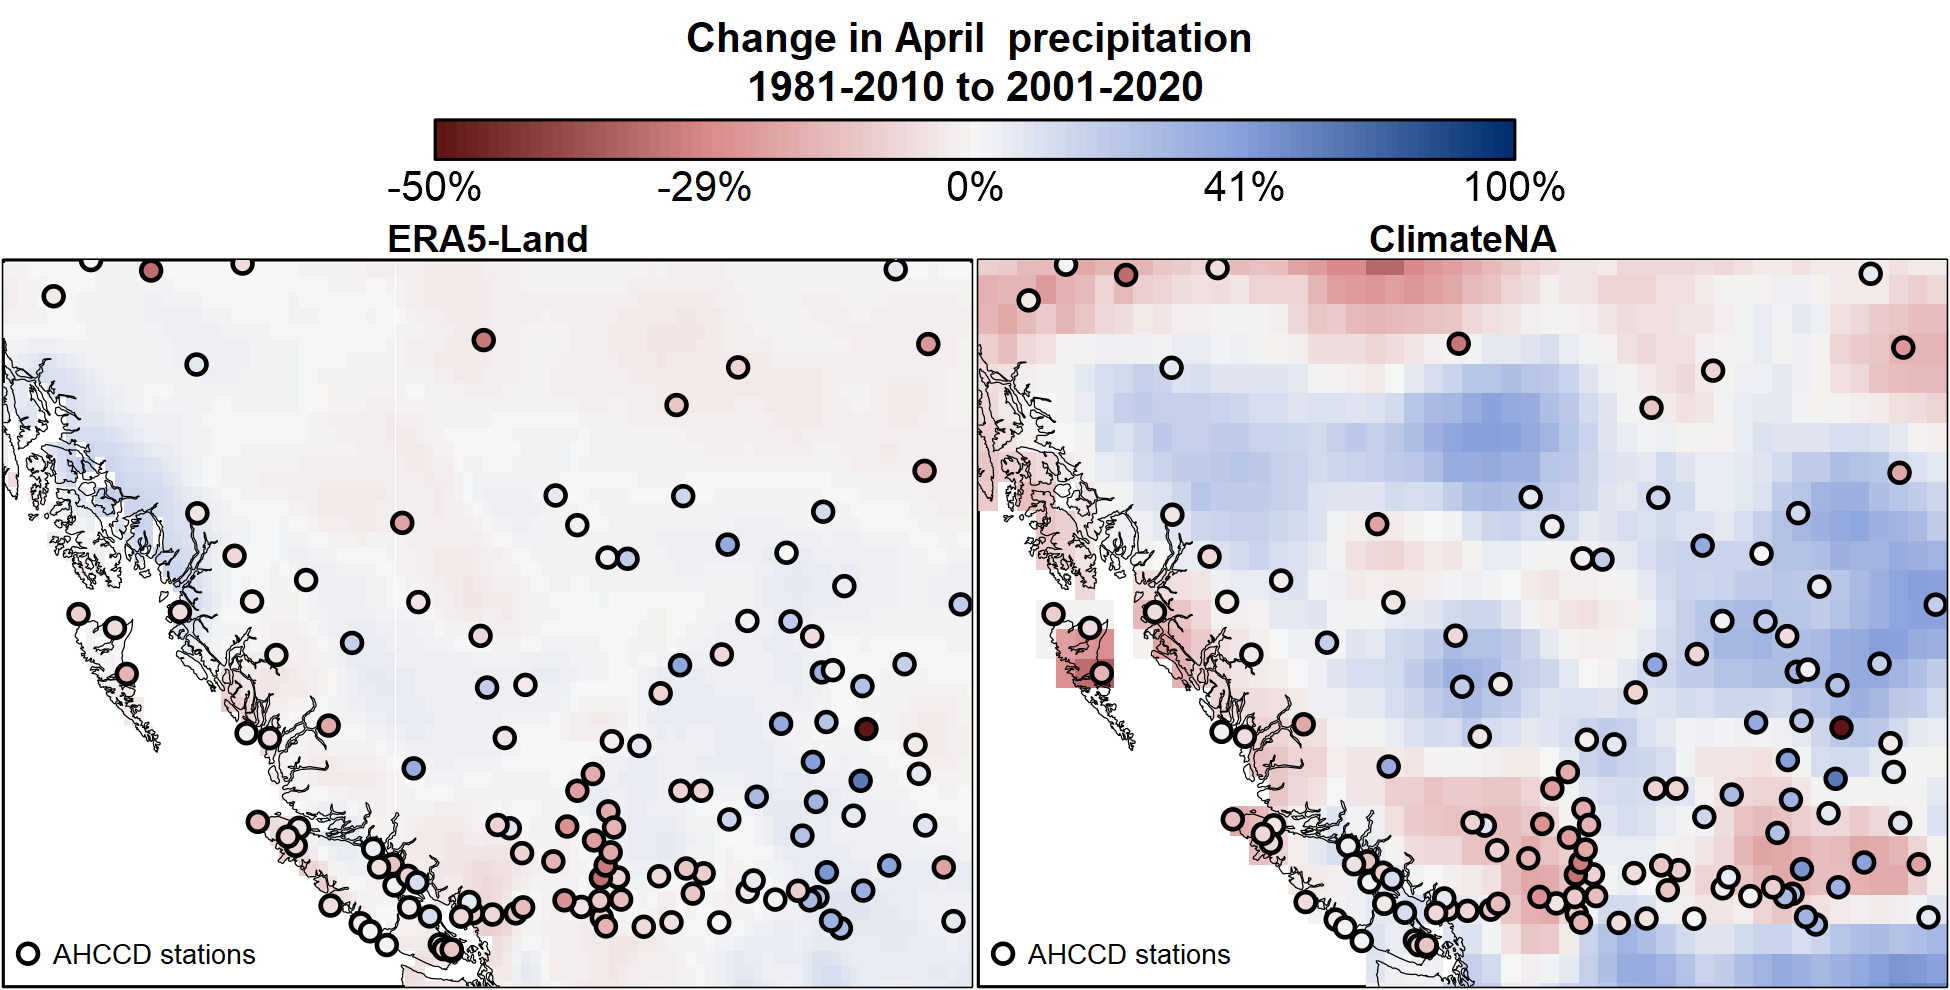 Change in April  precipitation
1981-2010 to 2001-2020
-50% -29% 0% 41% 100%
ERA5-Land ClimateNA
AHCCD stations AHCCD stations